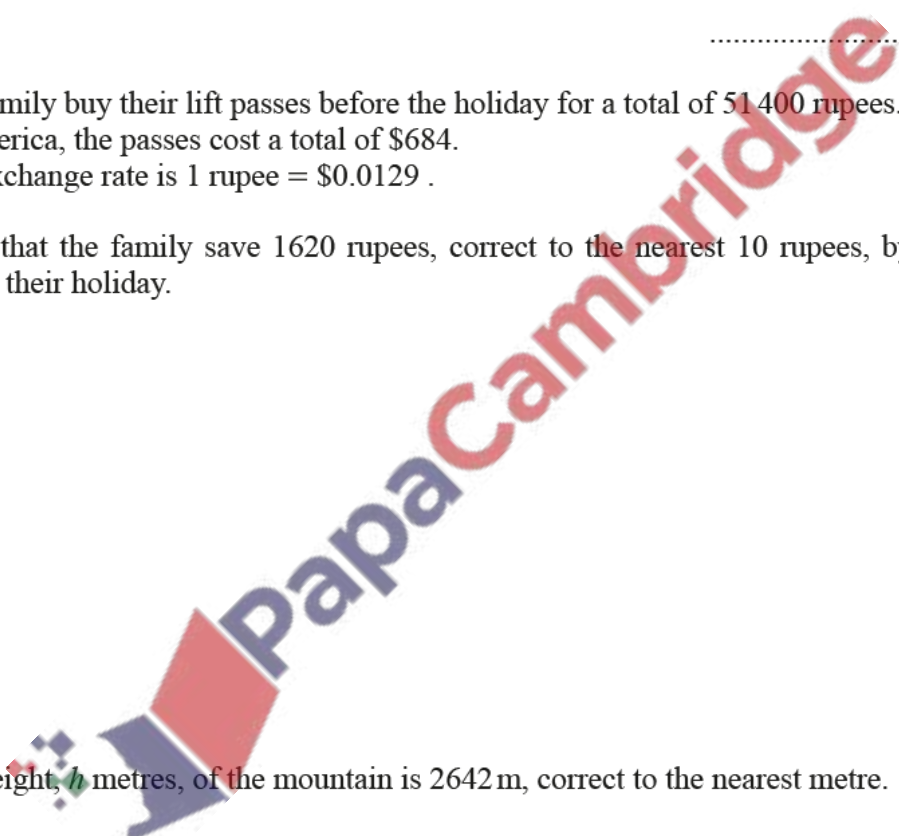 mily buy their lift passes before the holiday for a total of 51 400 rupees.
erica, the passes cost a total of $684.
change rate is 1 rupee = $0.0129 .
that the family save 1620 rupees, correct to the nearest 10 rupees, b
their holiday.
PapaCambridge
eight, h metres, of the mountain is 2642 m, correct to the nearest metre.